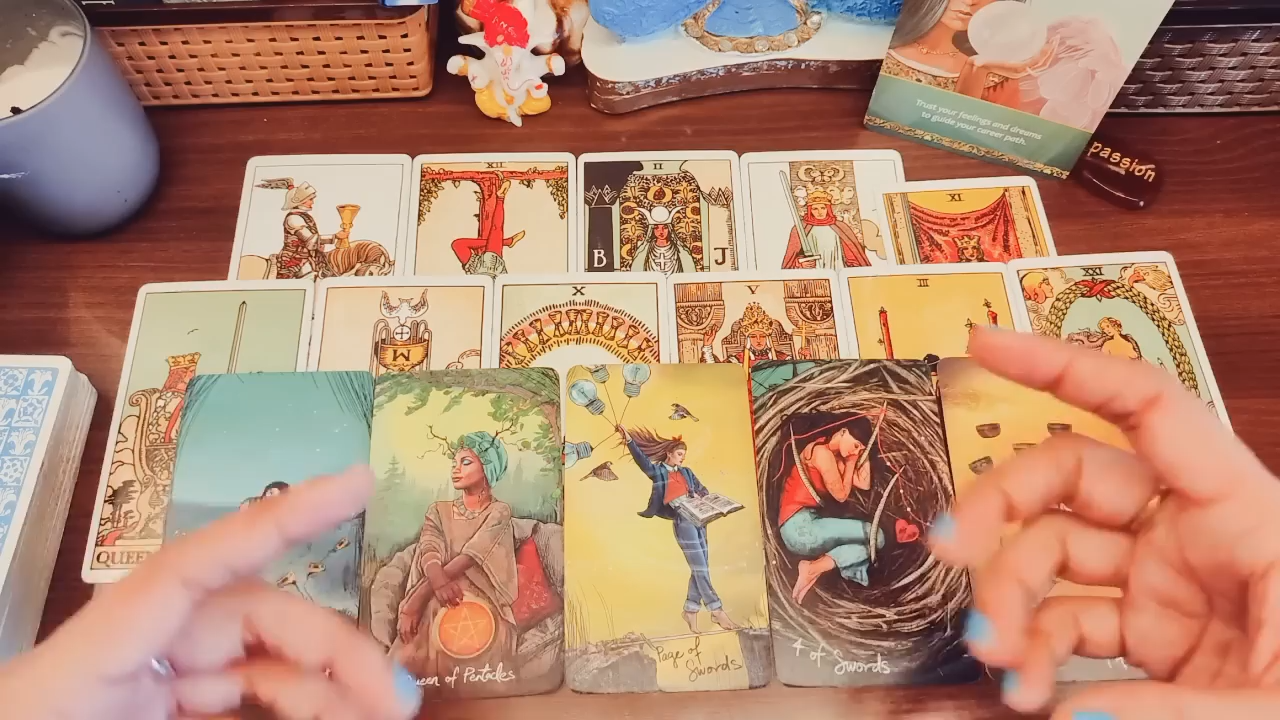 Trust your feelings and dreams
to guide your career path.
passion
XII
II
XI
B
J
X
V
III
XXI
QUEEN
Queen of Pentacles
Page of
Swords
4 of Swords